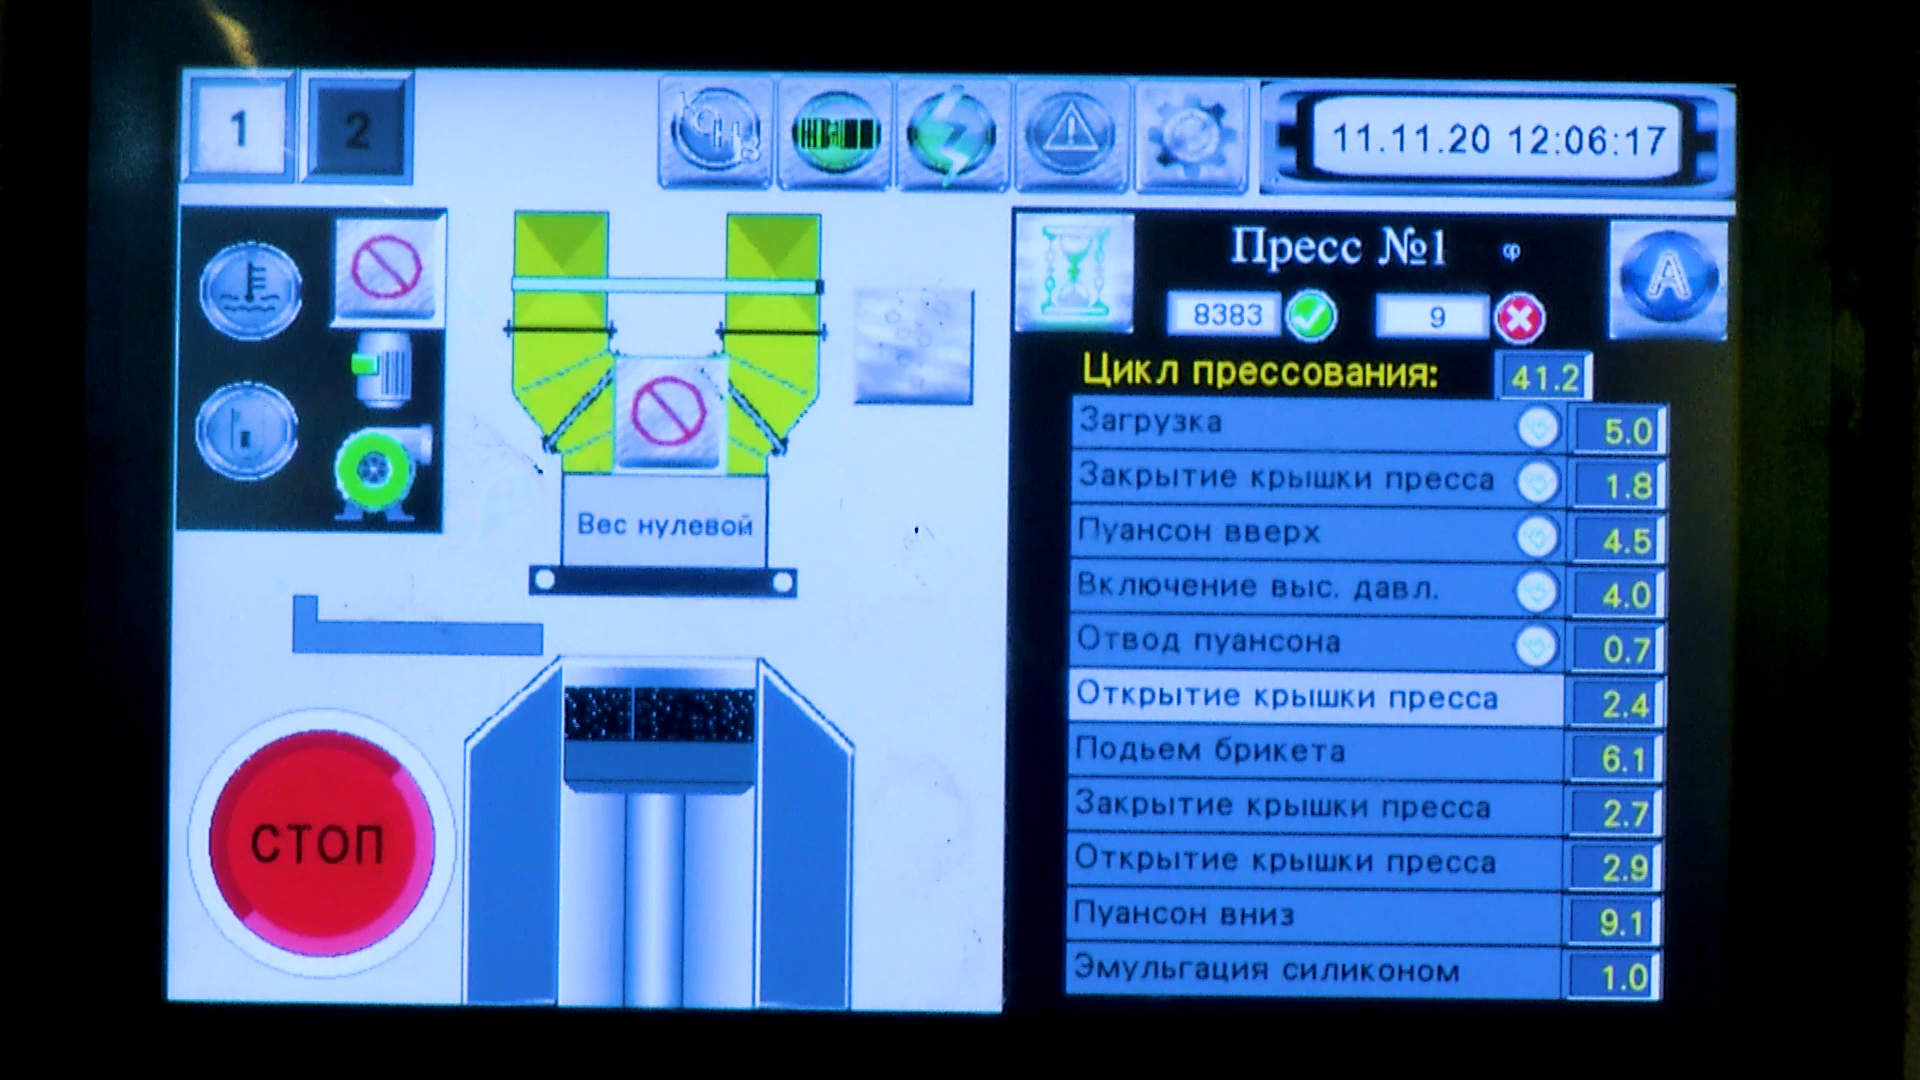 1
2
11.11.20 12:06:17
Пресс №1
ф
8383
9
А
Цикл прессования: 41.2
Загрузка 5.0
Закрытие крышки пресса 1.8
Пуансон вверх 4.5
Включение выс. давл. 4.0
Отвод пуансона 0.7
Открытие крышки пресса 2.4
Подьем брикета 6.1
Закрытие крышки пресса 2.7
Открытие крышки пресса 2.9
Пуансон вниз 9.1
Эмульгация силиконом 1.0
Вес нулевой
СТОП